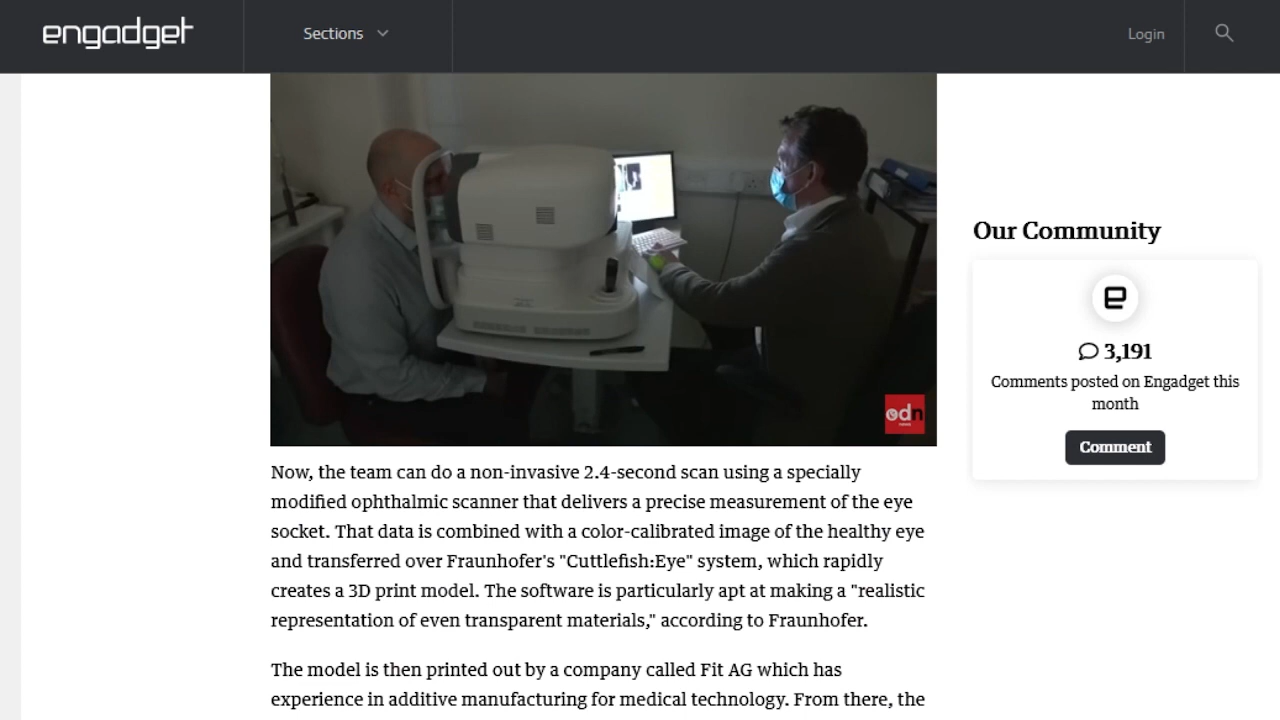 engadget
Sections
Login
odn
news
Our Community
3,191
Comments posted on Engadget this
month
Comment
Now, the team can do a non-invasive 2.4-second scan using a specially
modified ophthalmic scanner that delivers a precise measurement of the eye
socket. That data is combined with a color-calibrated image of the healthy eye
and transferred over Fraunhofer's "Cuttlefish:Eye" system, which rapidly
creates a 3D print model. The software is particularly apt at making a "realistic
representation of even transparent materials," according to Fraunhofer.
The model is then printed out by a company called Fit AG which has
experience in additive manufacturing for medical technology. From there, the